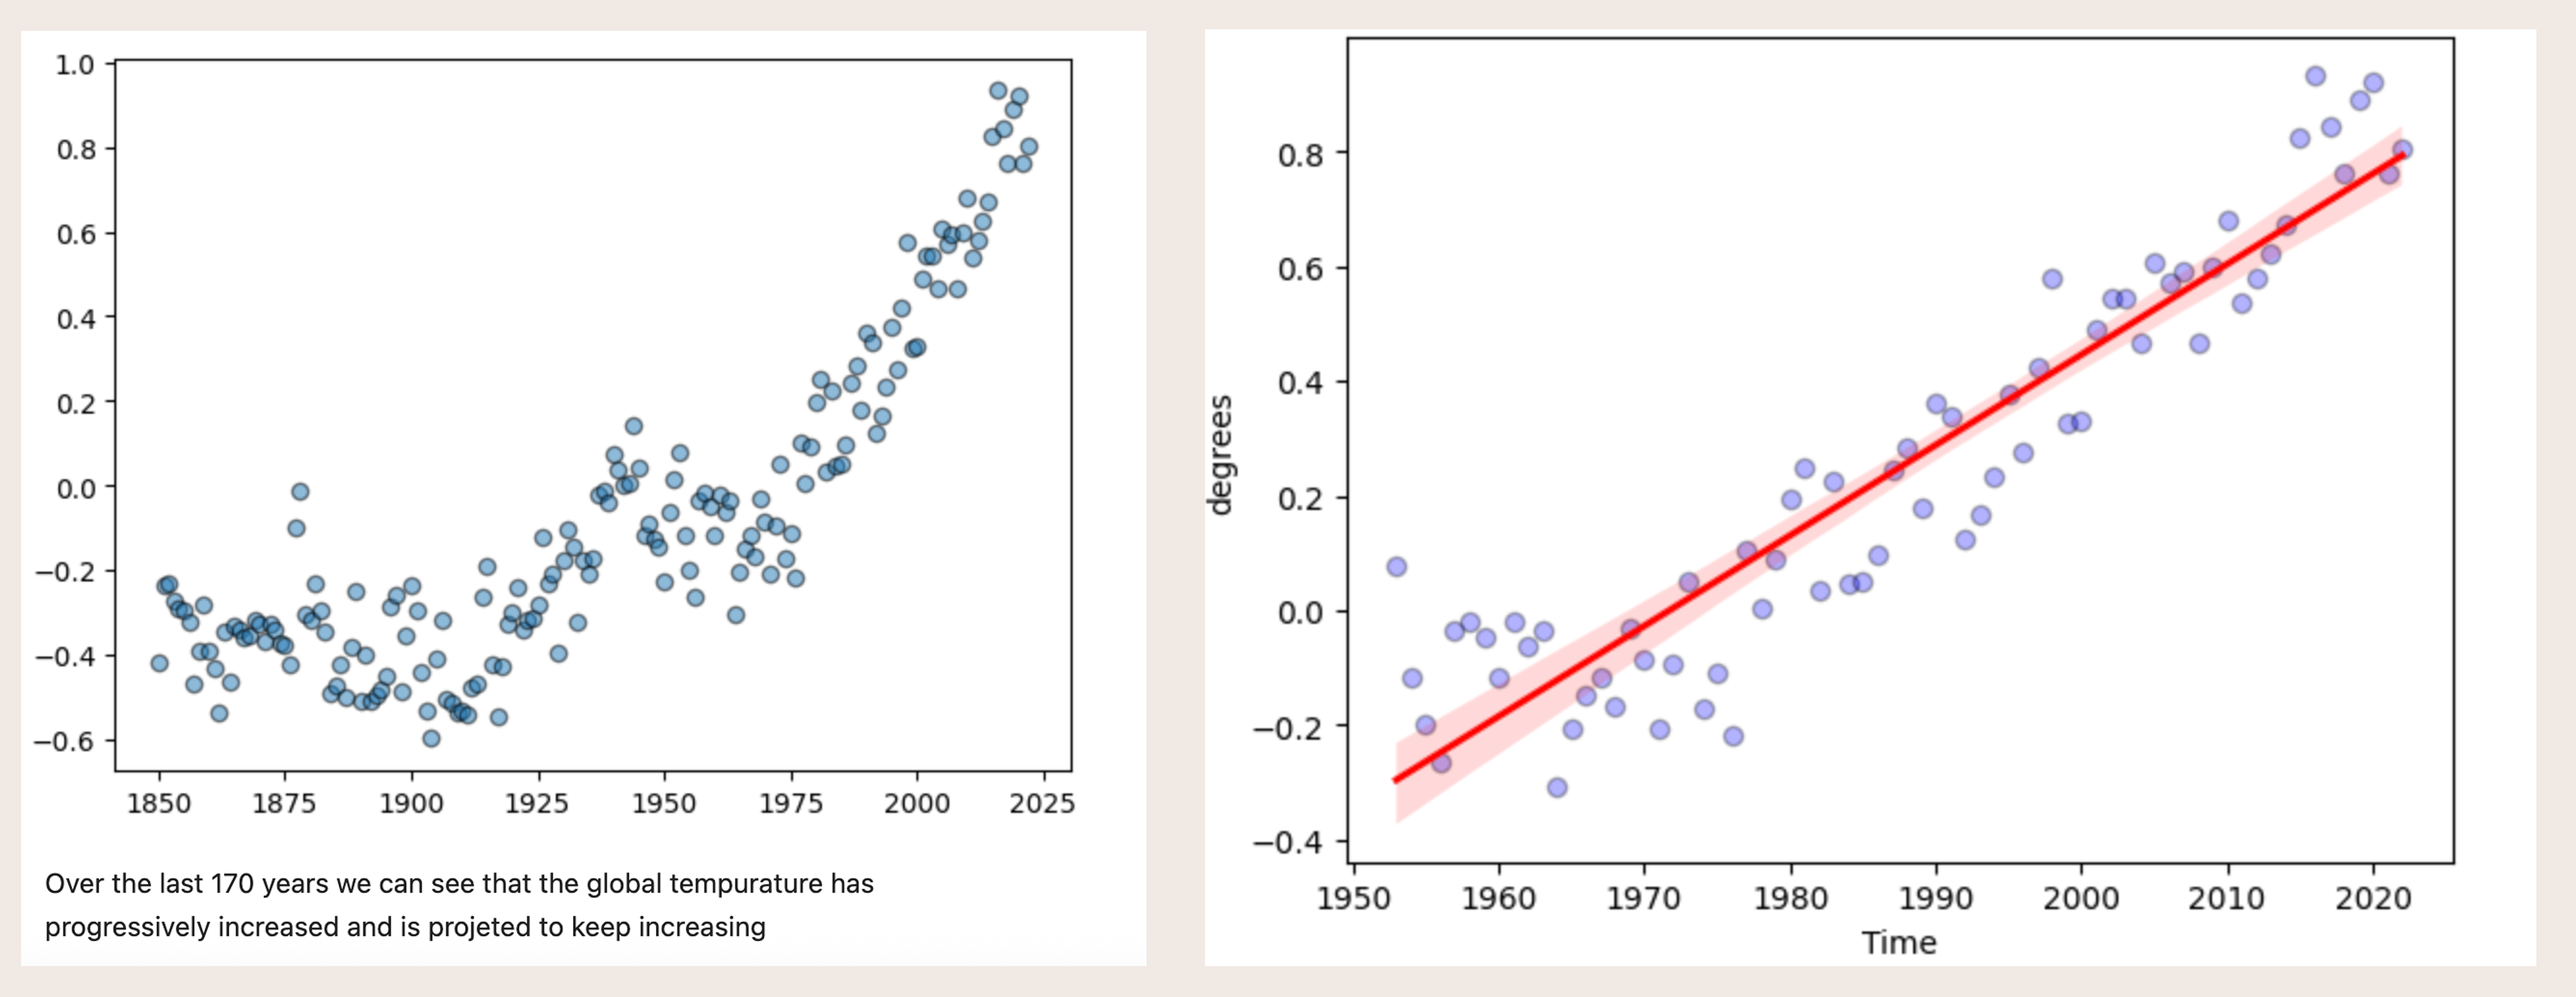 1.0
0.8
0.6
0.4
0.2
0.0
−0.2
−0.4
−0.6
1850 1875 1900 1925 1950 1975 2000 2025
Over the last 170 years we can see that the global tempurature has
progressively increased and is projeted to keep increasing
degrees
0.8
0.6
0.4
0.2
0.0
−0.2
−0.4
1950 1960 1970 1980 1990 2000 2010 2020
Time